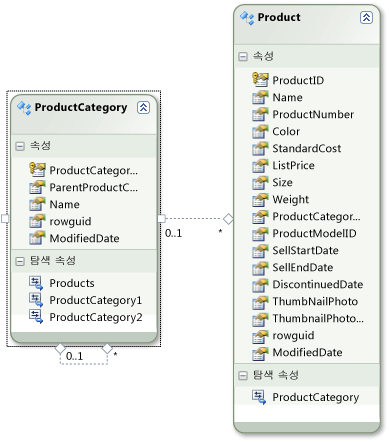 ProductCategory
속성
ProductCategor...
ParentProductC...
Name
rowguid
ModifiedDate
탐색 속성
Products
ProductCategory1
ProductCategory2
0..1
*
0..1
*
Product
속성
ProductID
Name
ProductNumber
Color
StandardCost
ListPrice
Size
Weight
ProductCategor...
ProductModelID
SellStartDate
SellEndDate
DiscontinuedDate
ThumbNailPhoto
ThumbnailPhoto...
rowguid
ModifiedDate
탐색 속성
ProductCategory